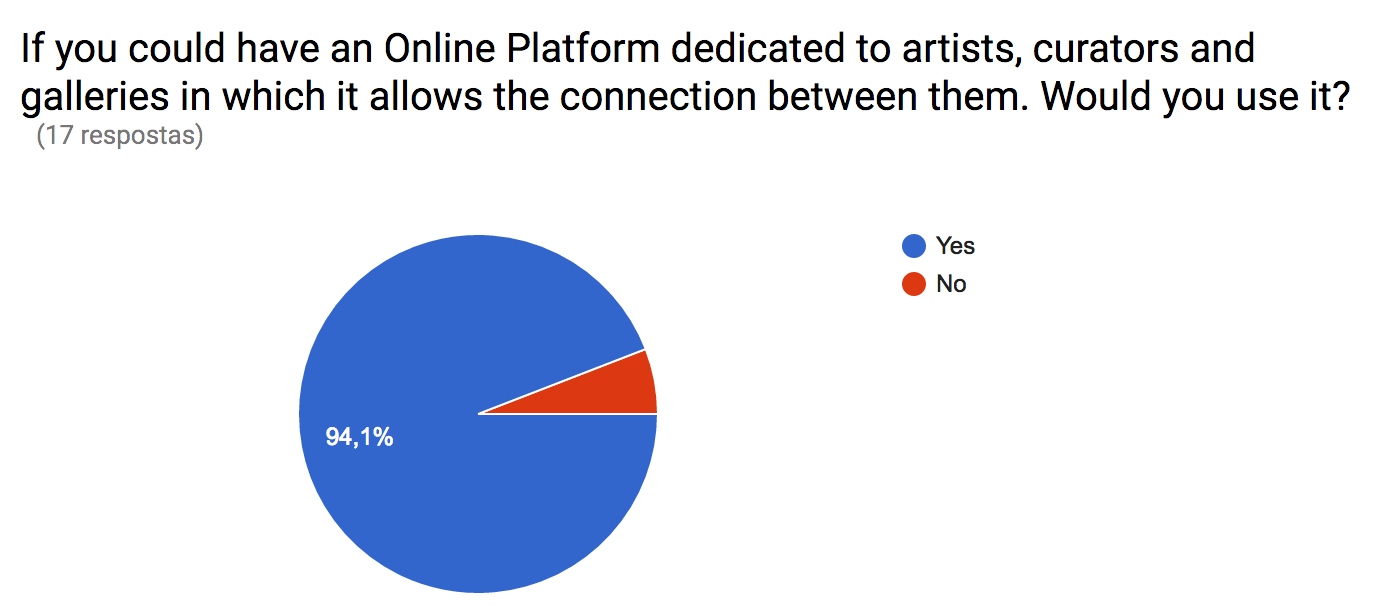 If you could have an Online Platform dedicated to artists, curators and
galleries in which it allows the connection between them. Would you use it?
(17 respostas)
Yes
No
94,1%